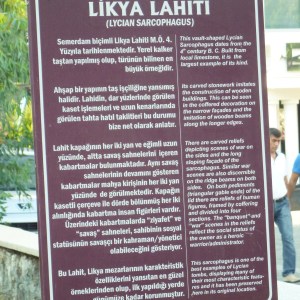 LİKYA LAHİTİ
(LYCIAN SARCOPHAGUS)
Semerdam biçimli Likya Lahiti M.Ö. 4.
Yüzyıla tarihlenmektedir. Yerel kalker
taştan yapılmış olup, türünün bilinen en
büyük örneğidir.
Ahşap bir yapının taş işçiliğine yansımış
halidir. Lahidin, dar yüzlerde görülen
kaset işlemeleri ve uzun kenarlarında
görülen tahta hatıl taklitleri bu durumu
bize net olarak anlatır.
Lahit kapağının her iki yan ve eğimli uzun
yüzünde, altta savaş sahneleri içeren
kabartmalar bulunmaktadır. Aynı savaş
sahnelerinin devamını gösteren
kabartmalar mahya kirişinin her iki yan
yüzünde de görülmektedir. Kapağın
kasetli çerçeve ile dörde bölünmüş her iki
alınlığında kabartma insan figürleri vardır.
Üzerindeki kabartmalarda "ziyafet" ve
"savaş" sahneleri, sahibinin sosyal
statüsünün savaşçı bir kahraman/yönetici
olabileceğini gösteriyor.
Bu Lahit, Likya mezarlarının karakteristik
özelliklerini yansıtan en güzel
örneklerinden olup, ilk yapıldığı yerde
günümüze kadar korunmuştur.
This vault-shaped Lycian
Sarcophagus dates from the 4th
century B. C. Built from
local limestone, it is the
largest example of its kind.
Its carved stonework imitates
the construction of wooden
buildings. This can be seen
in the coffered decoration on
the narrow façades and the
imitation of wooden beams
along the longer edges.
There are carved reliefs
depicting scenes of war on
the sides and the long
sloping façade of the
sarcophagus. Similar war
scenes are also discernible
on the ridge beams on both
sides. On both pediments
(triangular gable ends) of the
lid there are reliefs of human
figures framed by coffering
and divided into four
sections. The "banquet" and
"war" scenes in the reliefs
reflect the social status of
the owner as a heroic
warrior/administrator.
This sarcophagus is one of the
best examples of Lycian
tombs, displaying many of
their most characteristic features
and it has been preserved
here in its original location.